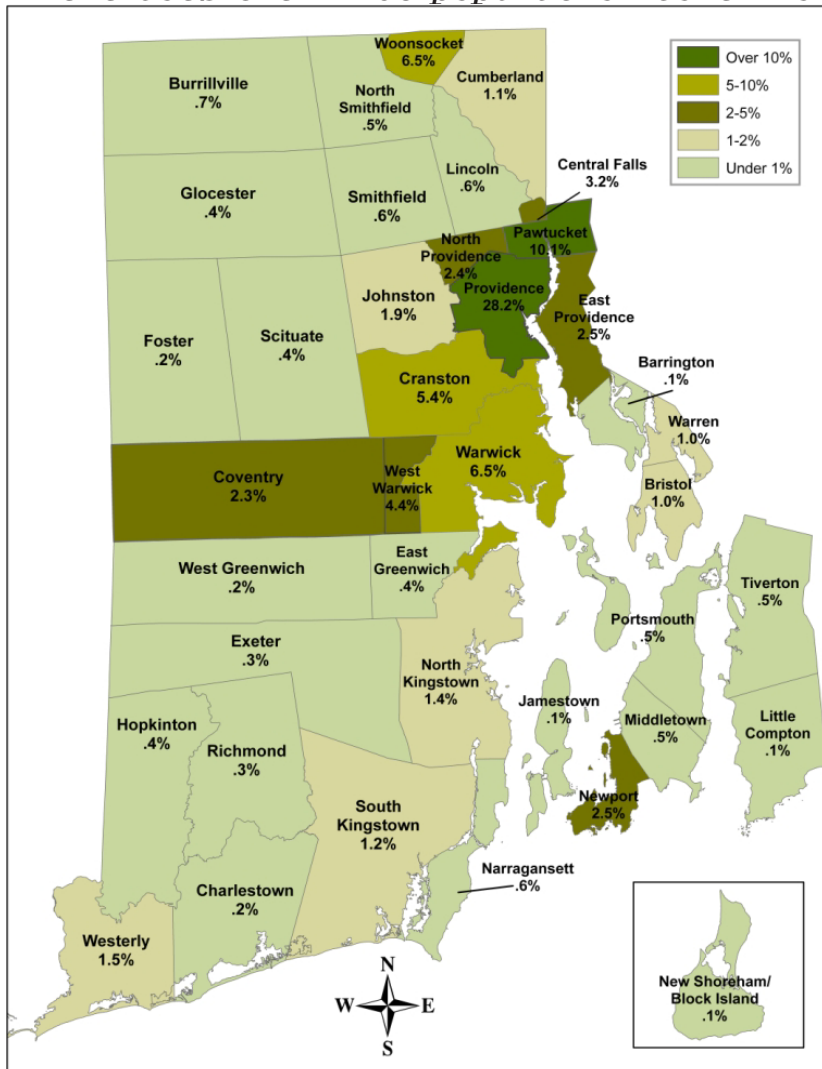 Woonsocket
6.5%
Cumberland
1.1%
Burrillville
.7%
North
Smithfield
.5%
Over 10%
5-10%
2-5%
1-2%
Under 1%
Lincoln
.6%
Central Falls
3.2%
Glocester
.4%
Smithfield
.6%
Pawtucket
10.1%
North
Providence
2.4%
Providence
28.2%
Johnston
1.9%
East
Providence
2.5%
Foster
.2%
Scituate
.4%
Barrington
.1%
Cranston
5.4%
Warren
1.0%
Coventry
2.3%
West
Warwick
4.4%
Warwick
6.5%
Bristol
1.0%
West Greenwich
.2%
East
Greenwich
.4%
Tiverton
.5%
Portsmouth
.5%
Exeter
.3%
North
Kingstown
1.4%
Jamestown
.1%
Middletown
.5%
Little
Compton
.1%
Hopkinton
.4%
Richmond
.3%
Newport
2.5%
South
Kingstown
1.2%
Narragansett
.6%
Charlestown
.2%
Westerly
1.5%
N
W E
S
New Shoreham/
Block Island
.1%